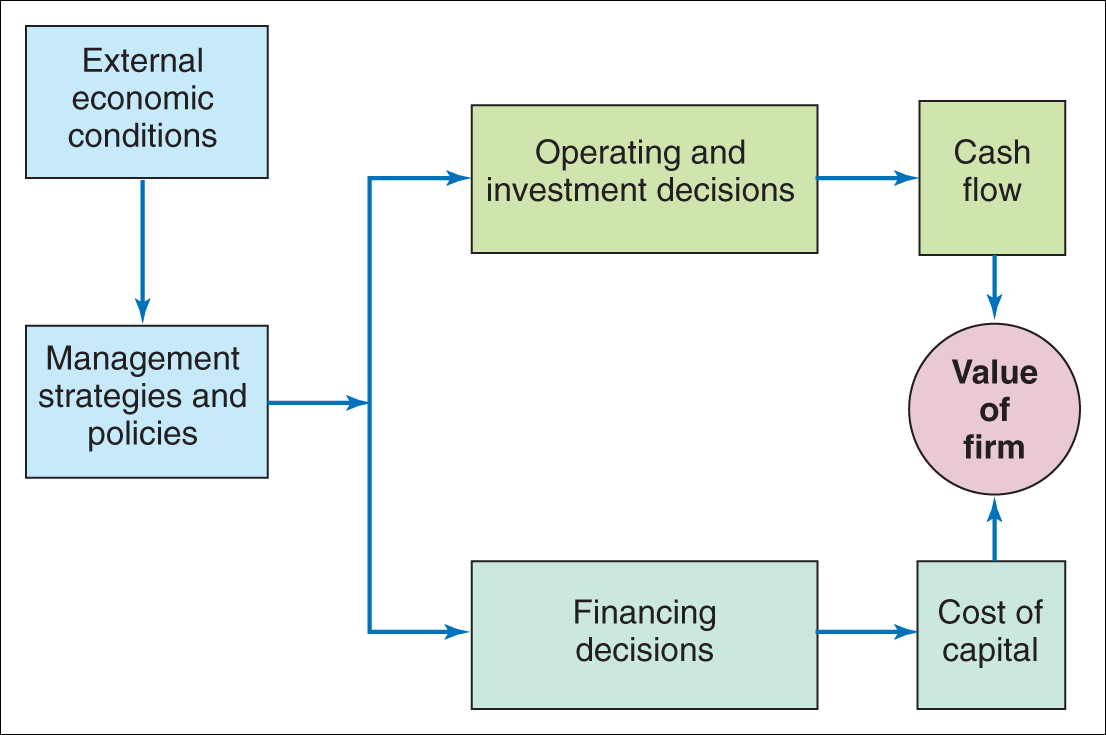 External
economic
conditions
Management
strategies and
policies
Operating and
investment decisions
Cash
flow
Value
of
firm
Financing
decisions
Cost of
capital